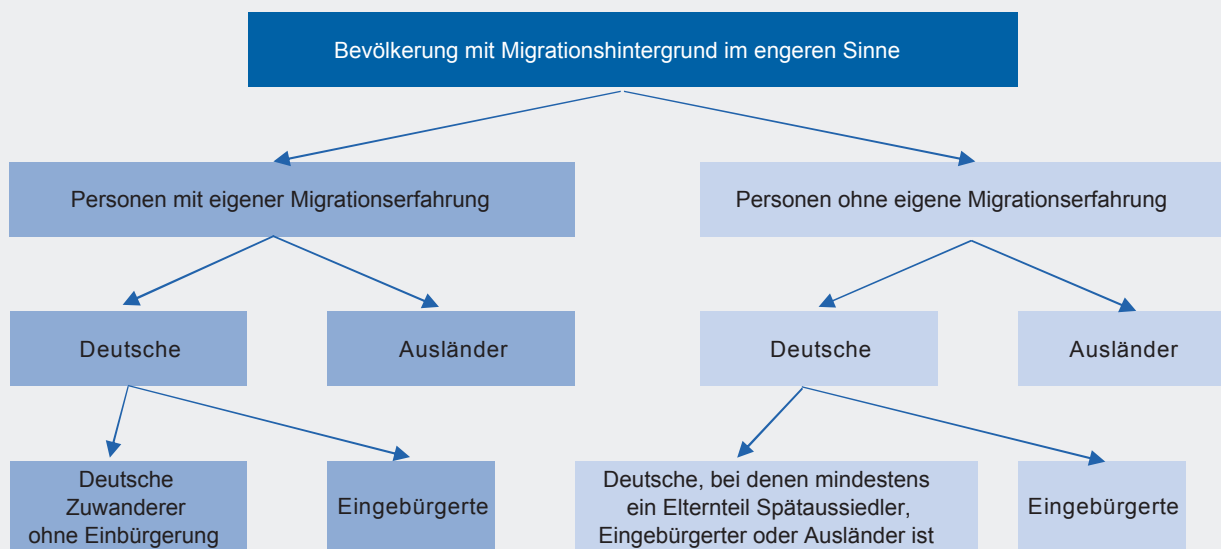 Bevölkerung mit Migrationshintergrund im engeren Sinne
Personen mit eigener Migrationserfahrung
Personen ohne eigene Migrationserfahrung
Deutsche
Ausländer
Deutsche
Ausländer
Deutsche
Zuwanderer
ohne Einbürgerung
Eingebürgerte
Deutsche, bei denen mindestens
ein Elternteil Spätaussiedler,
Eingebürgerter oder Ausländer ist
Eingebürgerte